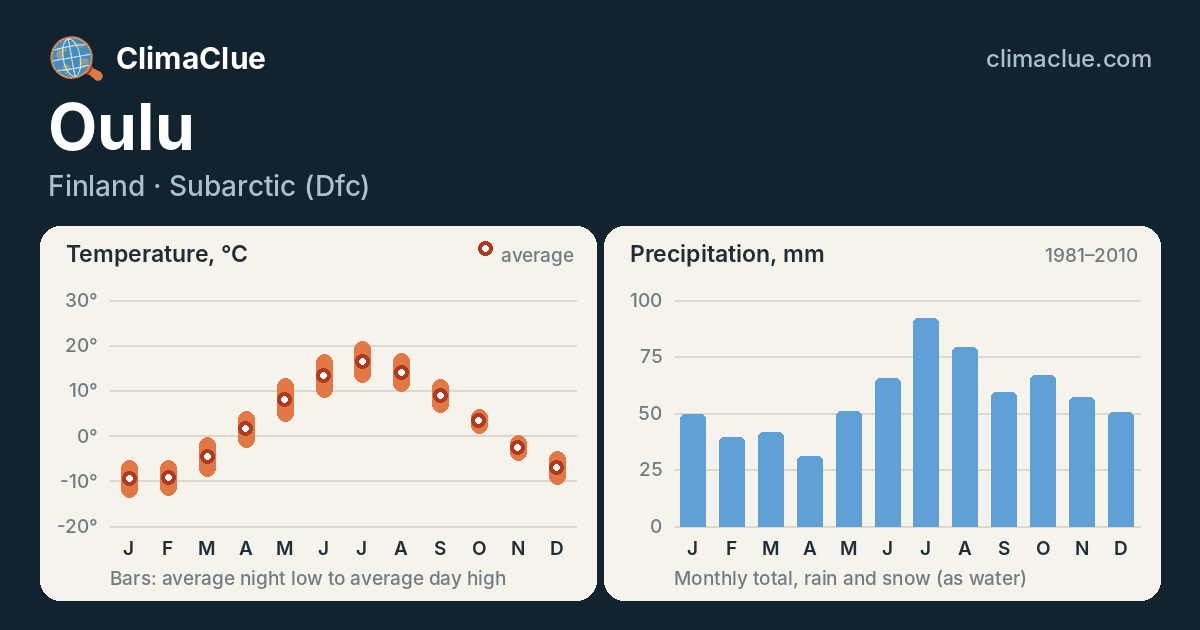 ClimaClue
climaclue.com
Oulu
Finland · Subarctic (Dfc)
Temperature, °C
average
30°
20°
10°
0°
-10°
-20°
J F M A M J J A S O N D
Bars: average night low to average day high
Precipitation, mm
1981–2010
100
75
50
25
0
J F M A M J J A S O N D
Monthly total, rain and snow (as water)